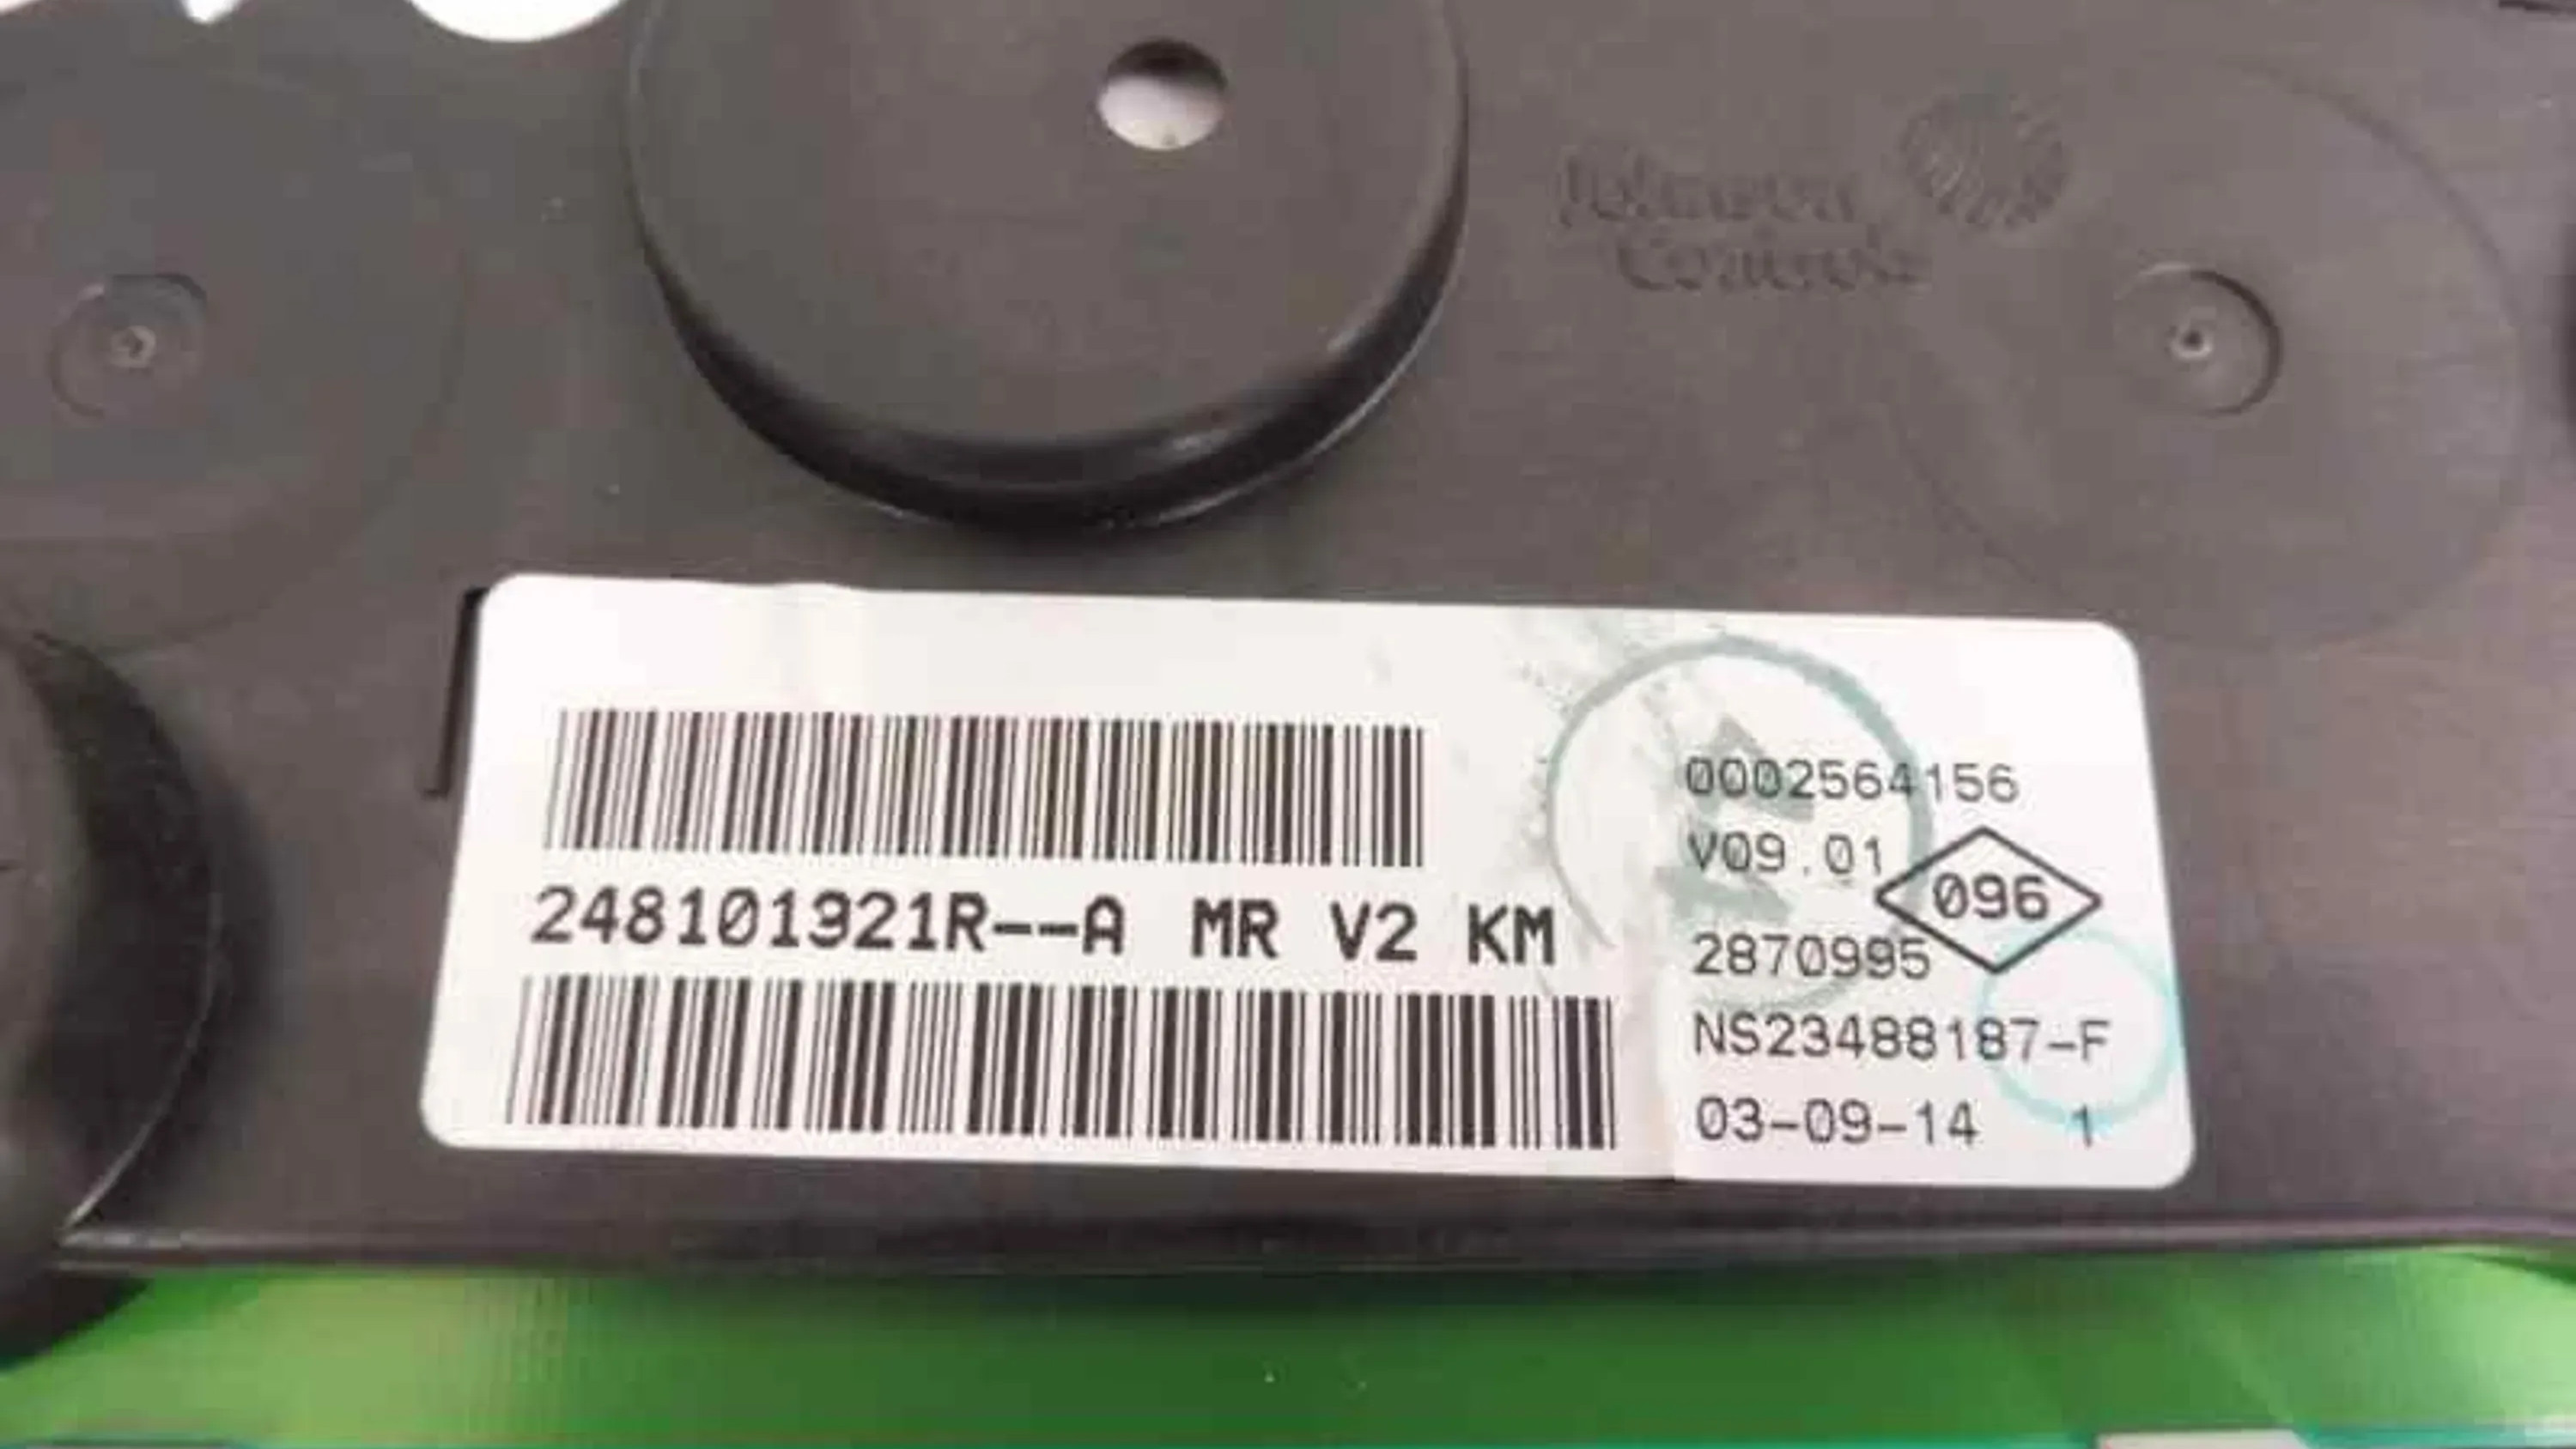 Johnson
Controls
248101921R--A MR V2 KM
0002564156
V09.01
096
2870995
NS23488187-F
03-09-14 1